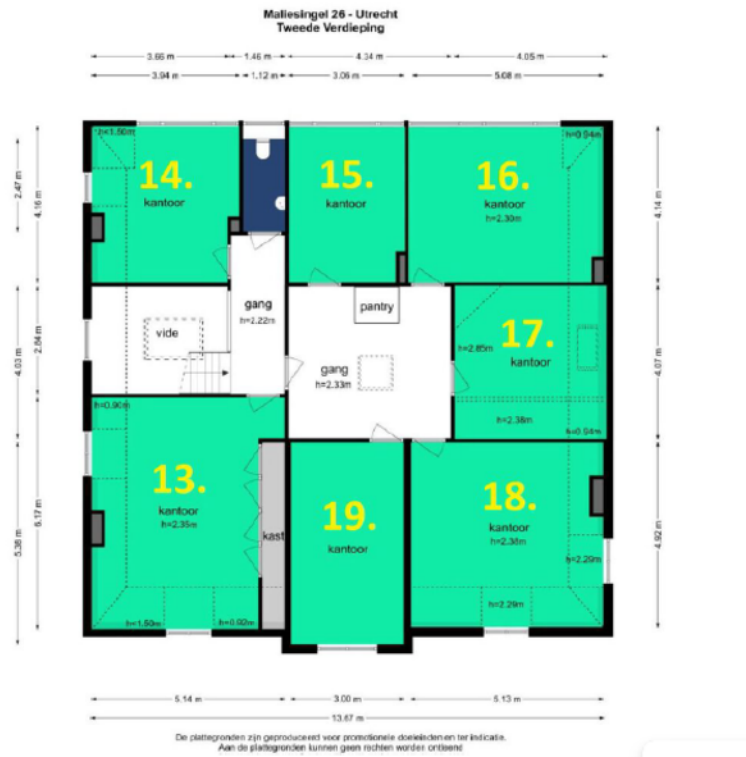 Maliesingel 26 - Utrecht
Tweede Verdieping
3.66 m
1.46 m
4.34 m
4.05 m
3.94 m
1.12 m
3.06 m
5.08 m
h<1.50m
h=0.94m
14.
kantoor
15.
kantoor
16.
kantoor
h=2.30m
2.47 m
4.16 m
4.14 m
gang
h=2.22m
pantry
vide
gang
h=2.33m
17.
kantoor
h=2.85m
h=2.38m
h=0.94m
4.03 m
2.84 m
4.07 m
h=0.90m
13.
kantoor
h=2.35m
kast
19.
kantoor
18.
kantoor
h=2.38m
h=2.29m
h=2.29m
h<1.50m
h=0.92m
5.38 m
6.17 m
4.92 m
5.14 m
3.00 m
5.13 m
13.67 m
De plattegronden zijn geproduceerd voor promotionele doeleinden en ter indicatie.
Aan de plattegronden kunnen geen rechten worden ontleend